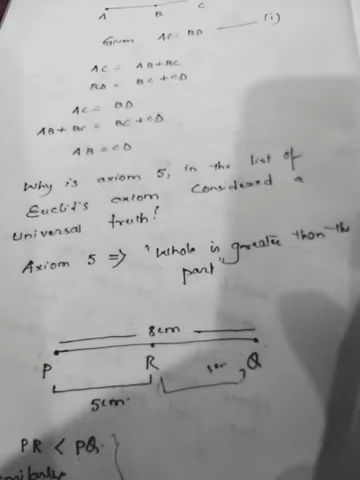 A B C
Given AC = BD (i)
AC = AB+BC
BD = BC+CD
AC = BD
AB+ BC = BC+CD
AB = CD
Why is axiom 5, in the list of
Euclid's axiom considered a
universal truth?
Axiom 5 ⇒ "Whole is greater than the
part"
8cm
P R Q
5cm.
PR < PQ
similarly